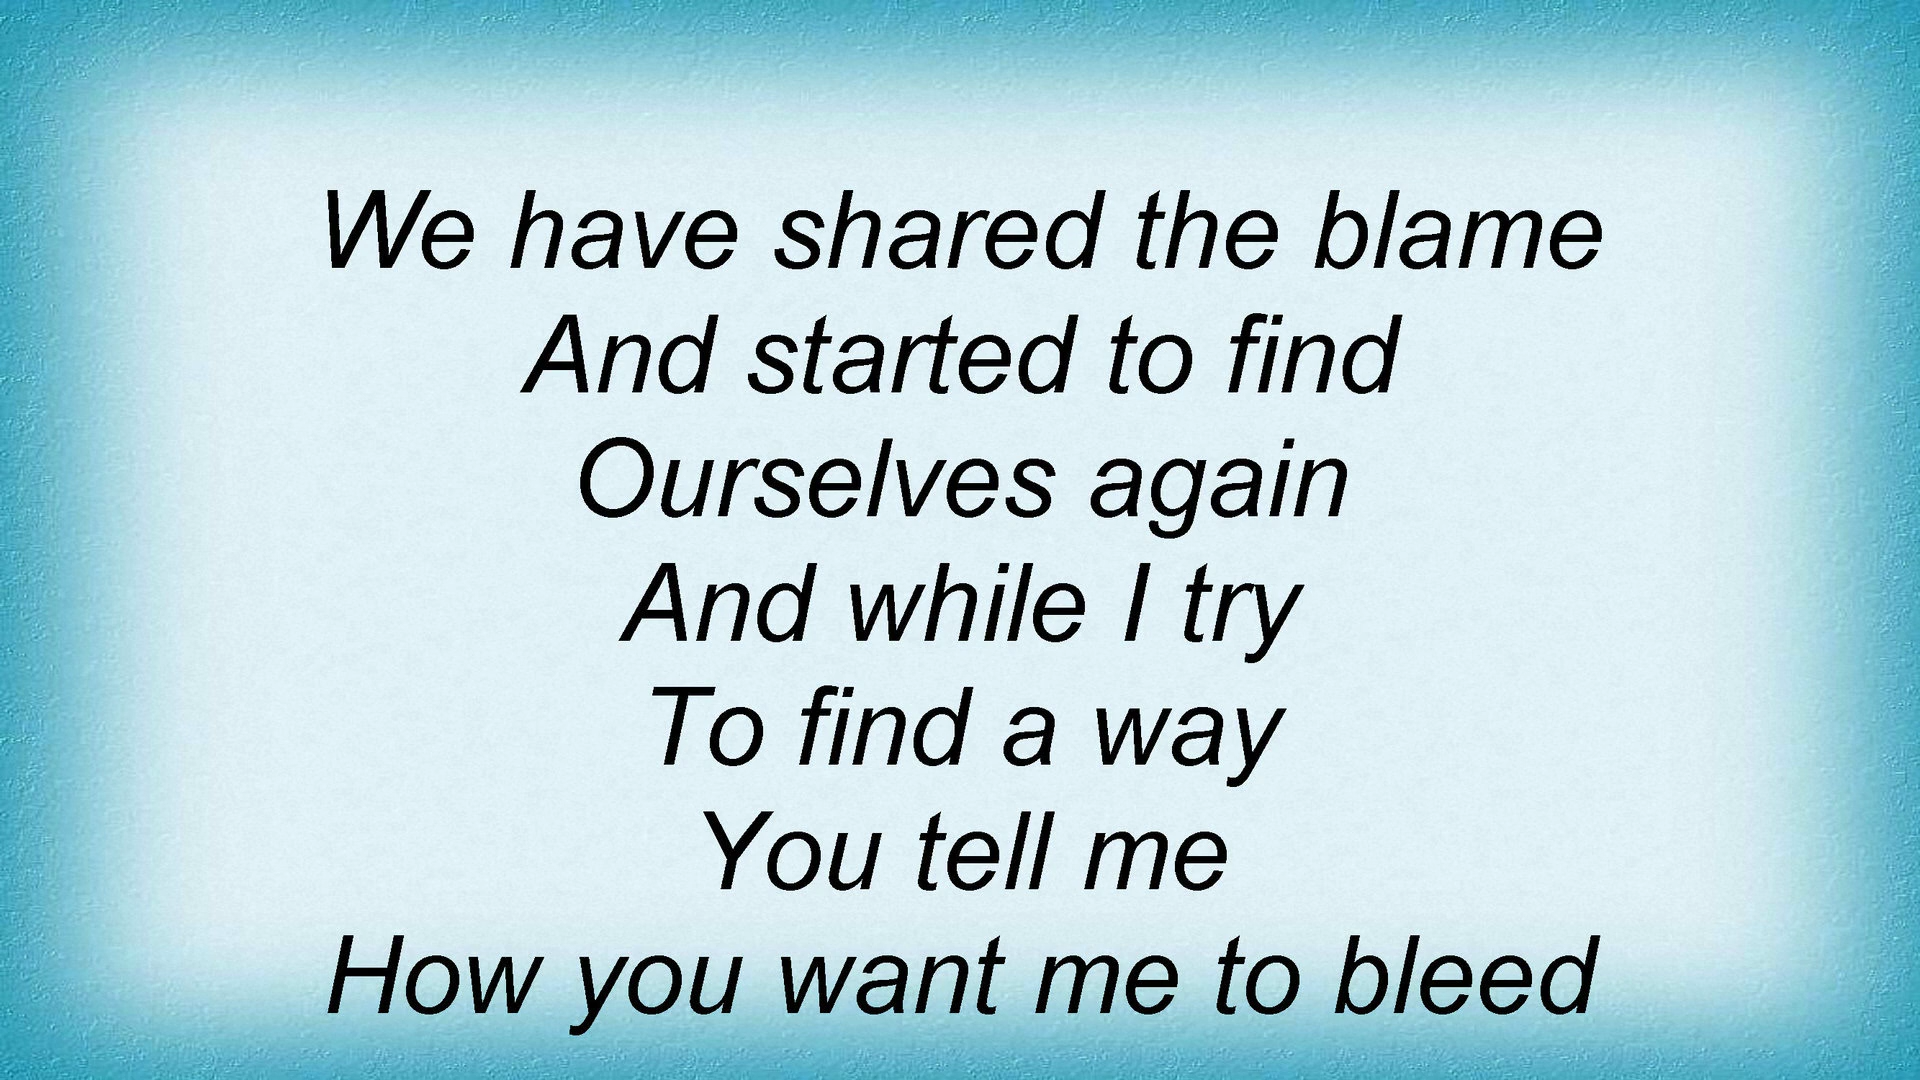 We have shared the blame
And started to find
Ourselves again
And while I try
To find a way
You tell me
How you want me to bleed